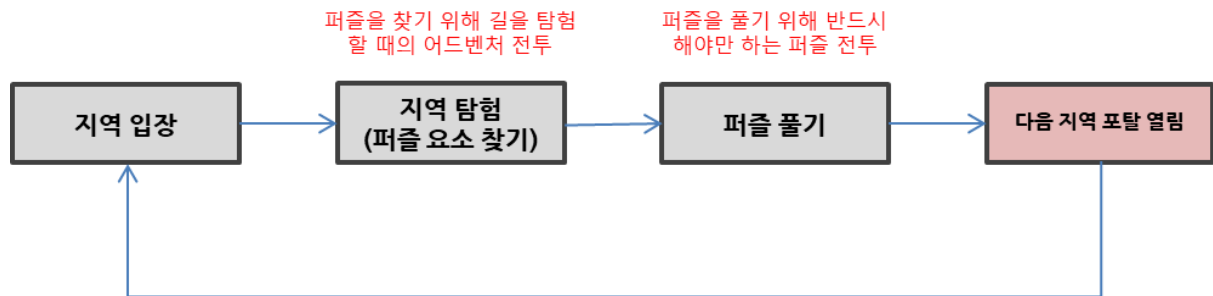 퍼즐을 찾기 위해 길을 탐험
할 때의 어드벤처 전투
퍼즐을 풀기 위해 반드시
해야만 하는 퍼즐 전투
지역 입장
지역 탐험
(퍼즐 요소 찾기)
퍼즐 풀기
다음 지역 포탈 열림